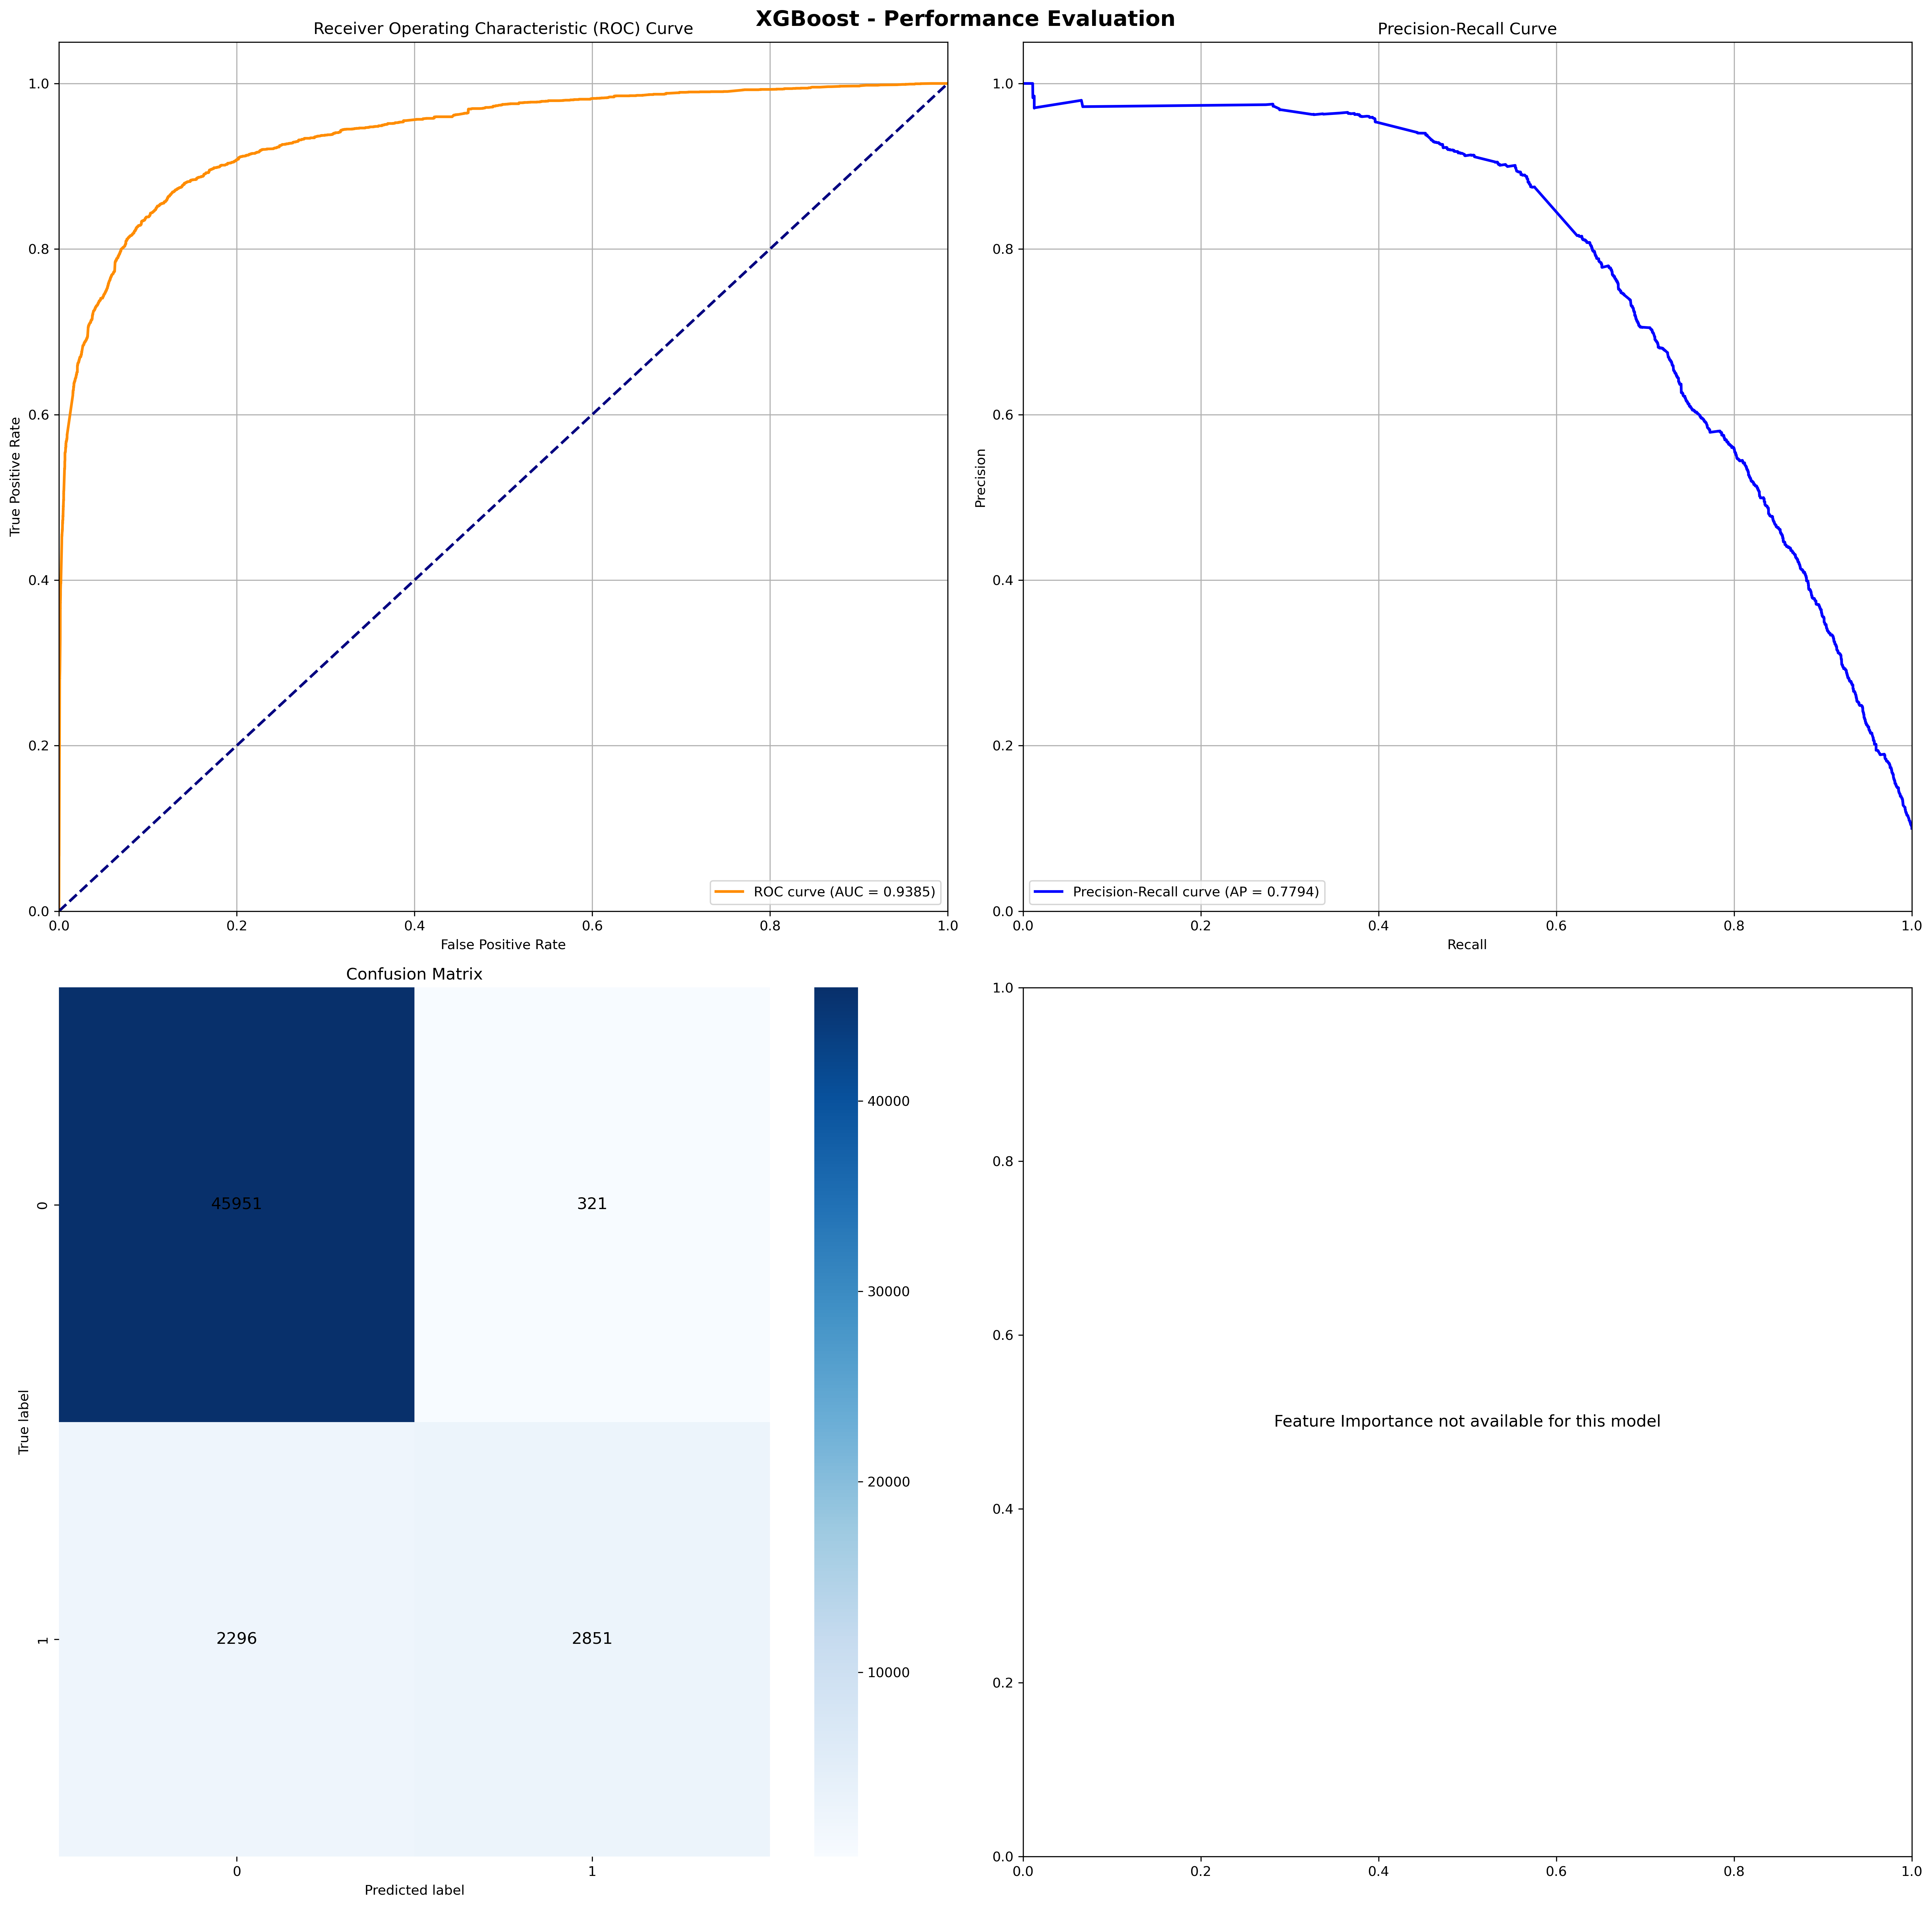 XGBoost - Performance Evaluation
Receiver Operating Characteristic (ROC) Curve
True Positive Rate
1.0
0.8
0.6
0.4
0.2
0.0
ROC curve (AUC = 0.9385)
0.0 0.2 0.4 0.6 0.8 1.0
False Positive Rate
Precision-Recall Curve
Precision
1.0
0.8
0.6
0.4
0.2
0.0
Precision-Recall curve (AP = 0.7794)
0.0 0.2 0.4 0.6 0.8 1.0
Recall
Confusion Matrix
True label
0
45951 321
1
2296 2851
0 1
Predicted label
40000
30000
20000
10000
1.0
0.8
0.6
Feature Importance not available for this model
0.4
0.2
0.0
0.0 0.2 0.4 0.6 0.8 1.0